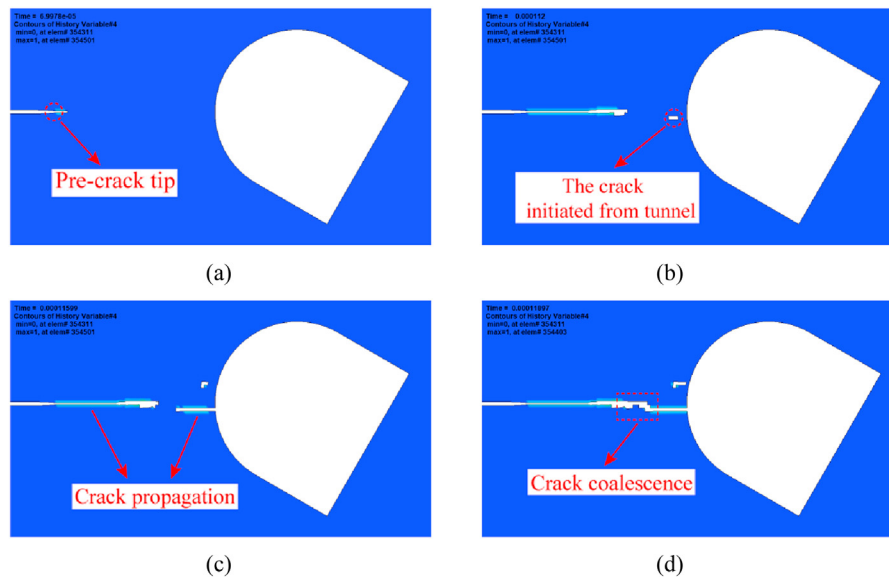 Time = 6.9978e-05
Contours of History Variable#4
min=0, at elem# 354311
max=1, at elem# 354501
Pre-crack tip
(a)
Time = 0.000112
Contours of History Variable#4
min=0, at elem# 354311
max=1, at elem# 354501
The crack
initiated from tunnel
(b)
Time = 0.00011599
Contours of History Variable#4
min=0, at elem# 354311
max=1, at elem# 354501
Crack propagation
(c)
Time = 0.00011997
Contours of History Variable#4
min=0, at elem# 354311
max=1, at elem# 354403
Crack coalescence
(d)